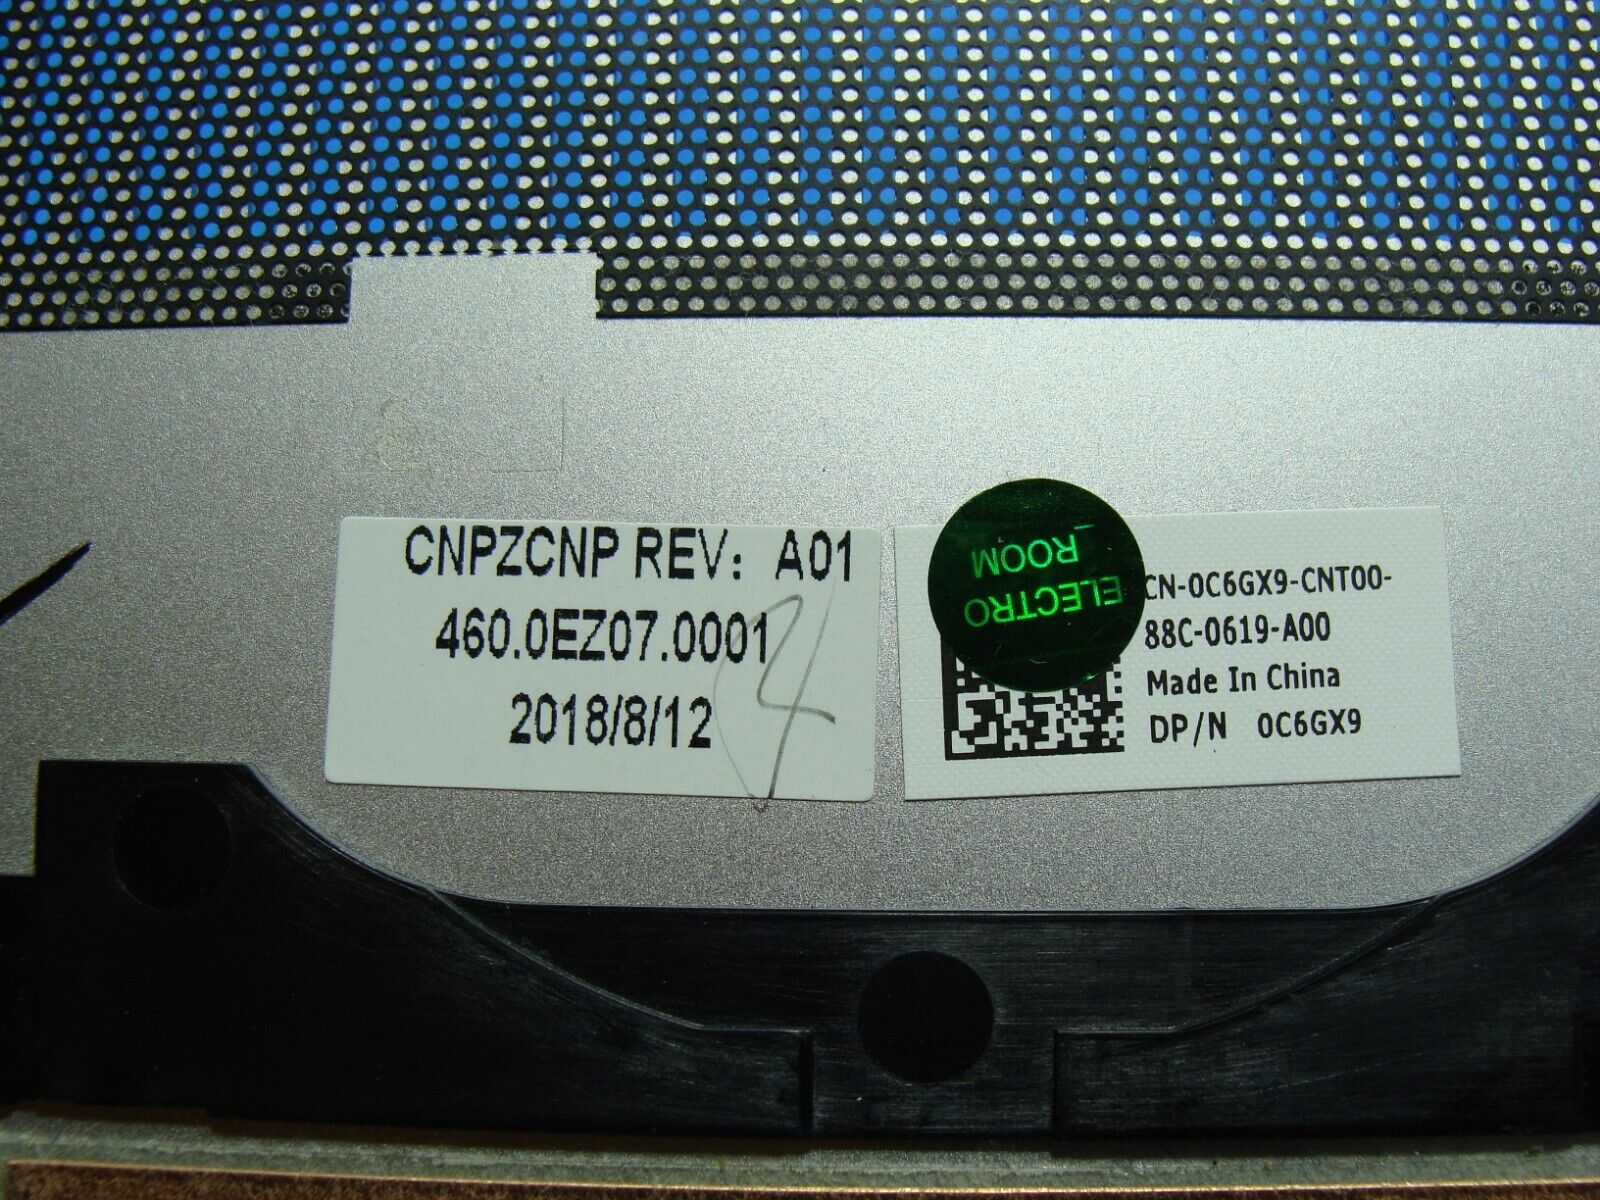 CNPZCNP REV: A01
460.0EZ07.0001
2018/8/12
4
ELECTRO
_ROOM
CN-0C6GX9-CNT00-
88C-0619-A00
Made In China
DP/N 0C6GX9